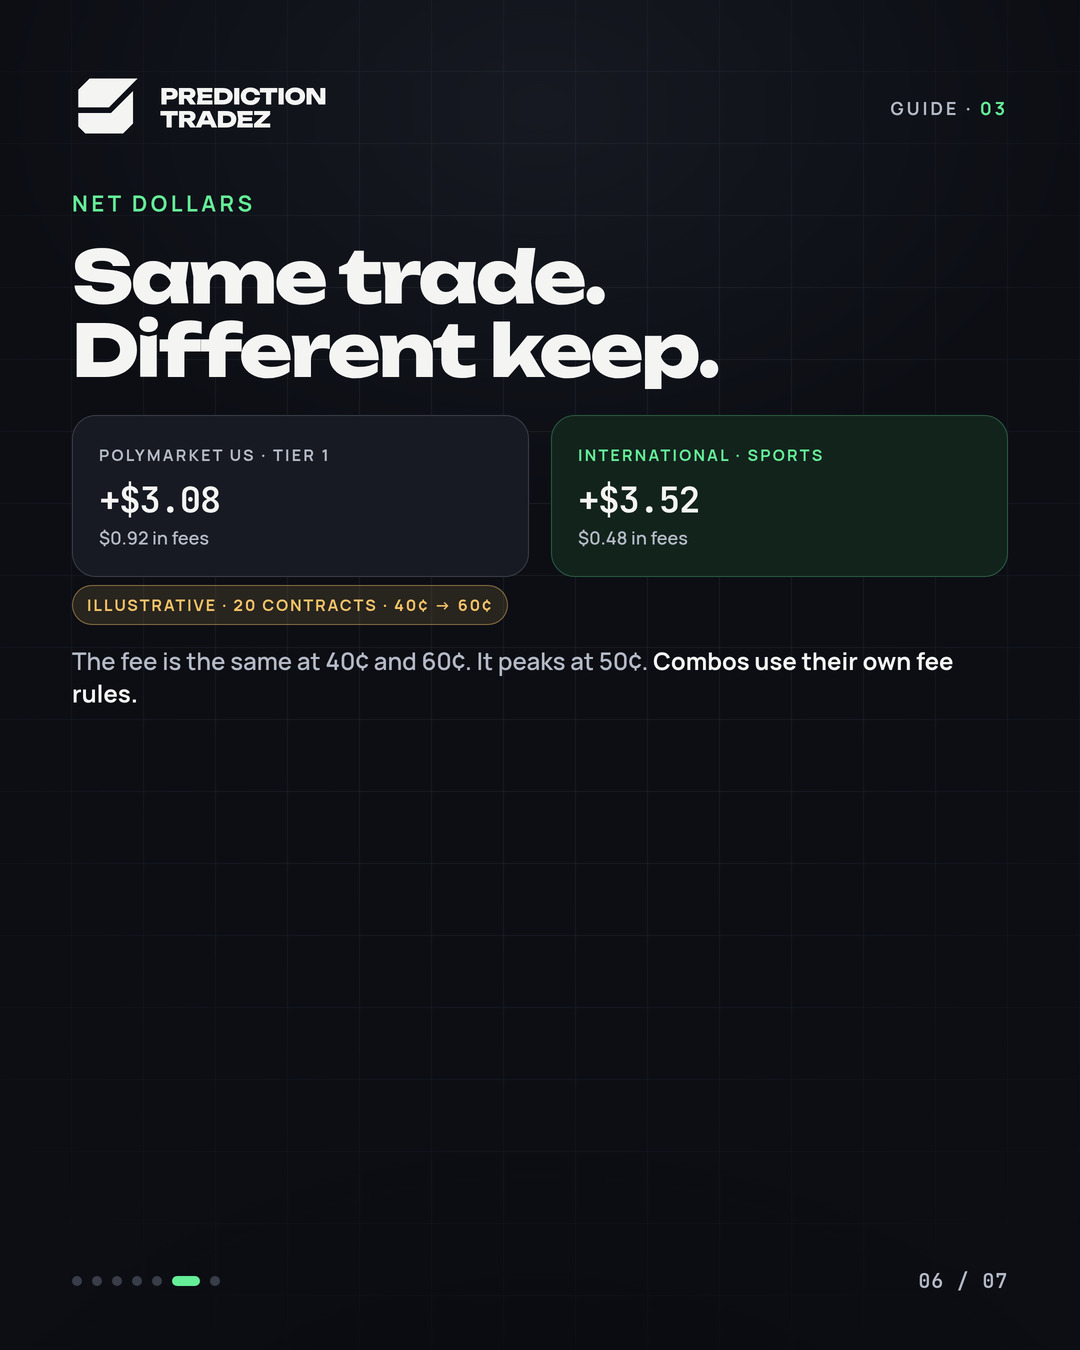 PREDICTION
TRADEZ
GUIDE · 03
NET DOLLARS
Same trade.
Different keep.
POLYMARKET US · TIER 1
+$3.08
$0.92 in fees
INTERNATIONAL · SPORTS
+$3.52
$0.48 in fees
ILLUSTRATIVE · 20 CONTRACTS · 40¢ → 60¢
The fee is the same at 40¢ and 60¢. It peaks at 50¢. Combos use their own fee
rules.
06 / 07